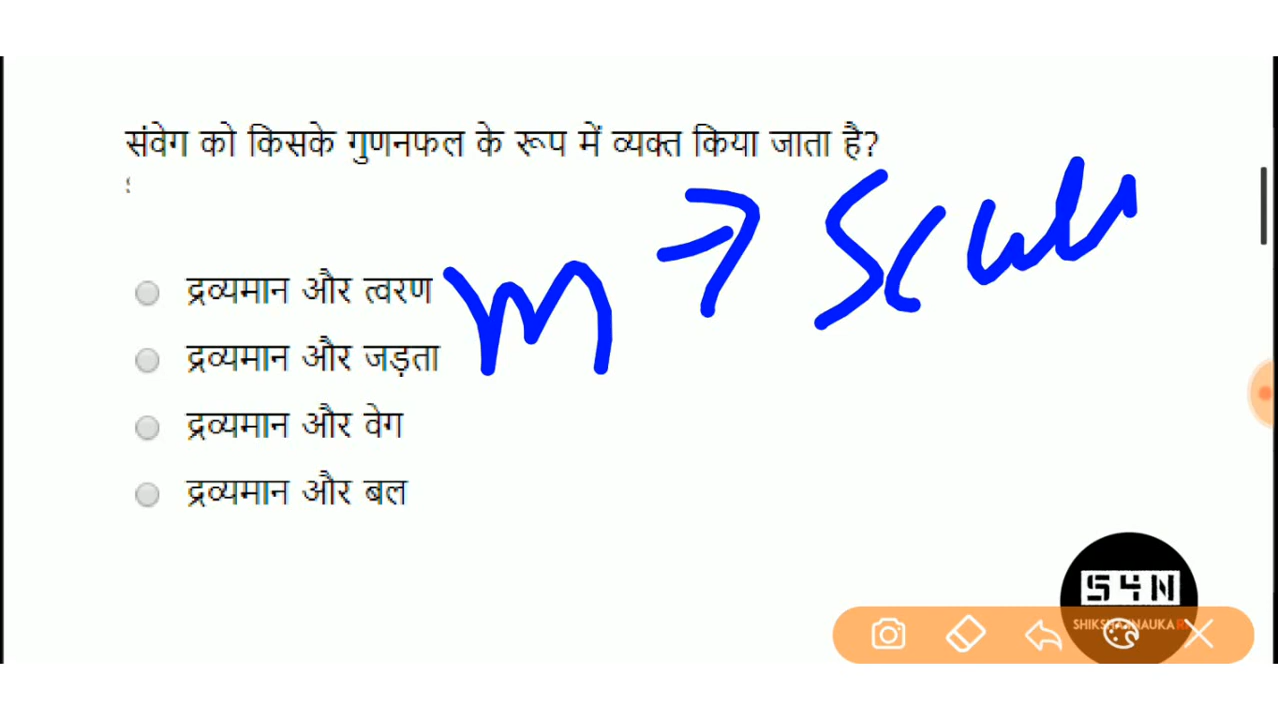 संवेग को किसके गुणनफल के रूप में व्यक्त किया जाता है?
द्रव्यमान और त्वरण
द्रव्यमान और जड़ता
द्रव्यमान और वेग
द्रव्यमान और बल
m →
S4N